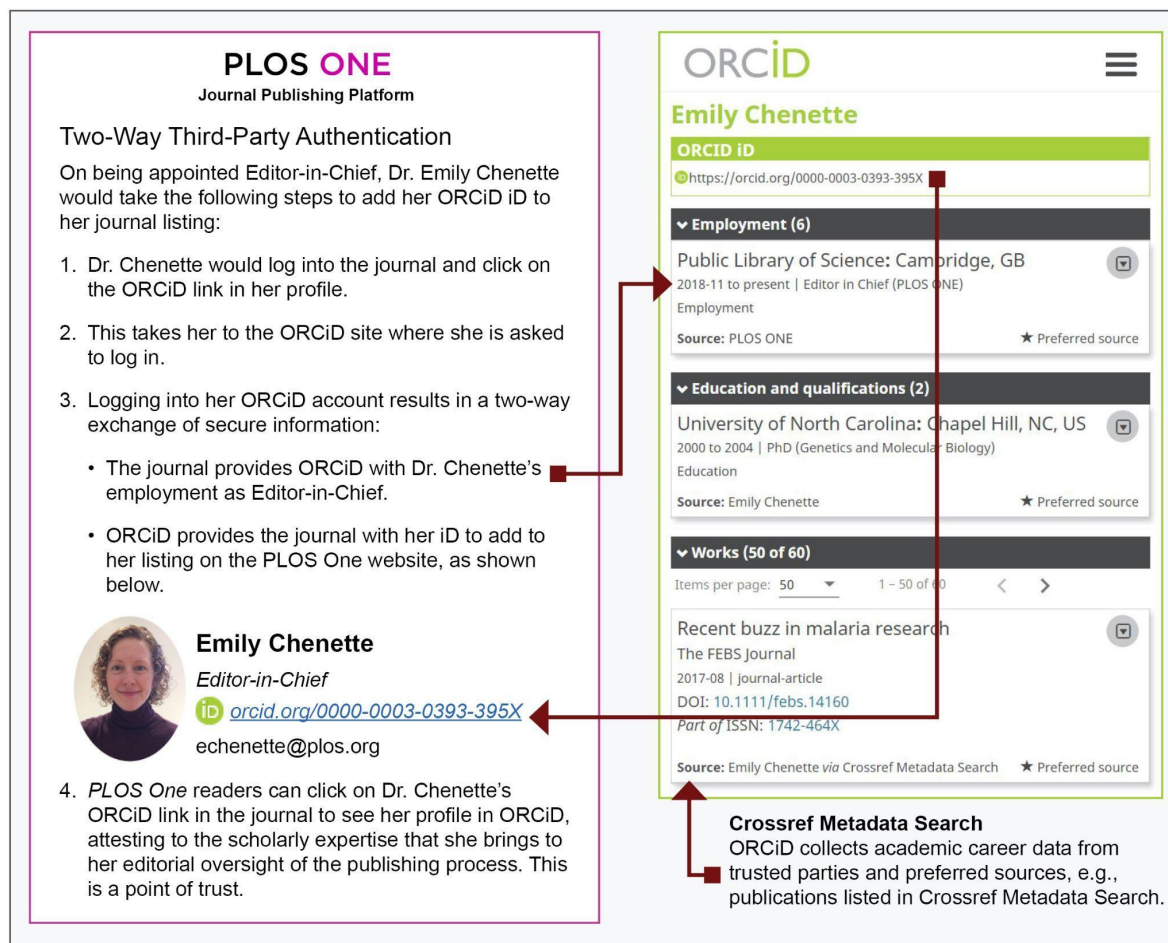 PLOS ONE
Journal Publishing Platform
Two-Way Third-Party Authentication
On being appointed Editor-in-Chief, Dr. Emily Chenette
would take the following steps to add her ORCiD iD to
her journal listing:
1. Dr. Chenette would log into the journal and click on
the ORCiD link in her profile.
2. This takes her to the ORCiD site where she is asked
to log in.
3. Logging into her ORCiD account results in a two-way
exchange of secure information:
• The journal provides ORCiD with Dr. Chenette’s
employment as Editor-in-Chief.
• ORCiD provides the journal with her iD to add to
her listing on the PLOS One website, as shown
below.
Emily Chenette
Editor-in-Chief
iD orcid.org/0000-0003-0393-395X
echenette@plos.org
4. PLOS One readers can click on Dr. Chenette’s
ORCiD link in the journal to see her profile in ORCiD,
attesting to the scholarly expertise that she brings to
her editorial oversight of the publishing process. This
is a point of trust.
ORCiD
Emily Chenette
ORCID iD
iD https://orcid.org/0000-0003-0393-395X
Employment (6)
Public Library of Science: Cambridge, GB
2018-11 to present | Editor in Chief (PLOS ONE)
Employment
Source: PLOS ONE ★ Preferred source
Education and qualifications (2)
University of North Carolina: Chapel Hill, NC, US
2000 to 2004 | PhD (Genetics and Molecular Biology)
Education
Source: Emily Chenette ★ Preferred source
Works (50 of 60)
Items per page: 50 1 – 50 of 60
Recent buzz in malaria research
The FEBS Journal
2017-08 | journal-article
DOI: 10.1111/febs.14160
Part of ISSN: 1742-464X
Source: Emily Chenette via Crossref Metadata Search ★ Preferred source
Crossref Metadata Search
ORCiD collects academic career data from
trusted parties and preferred sources, e.g.,
publications listed in Crossref Metadata Search.